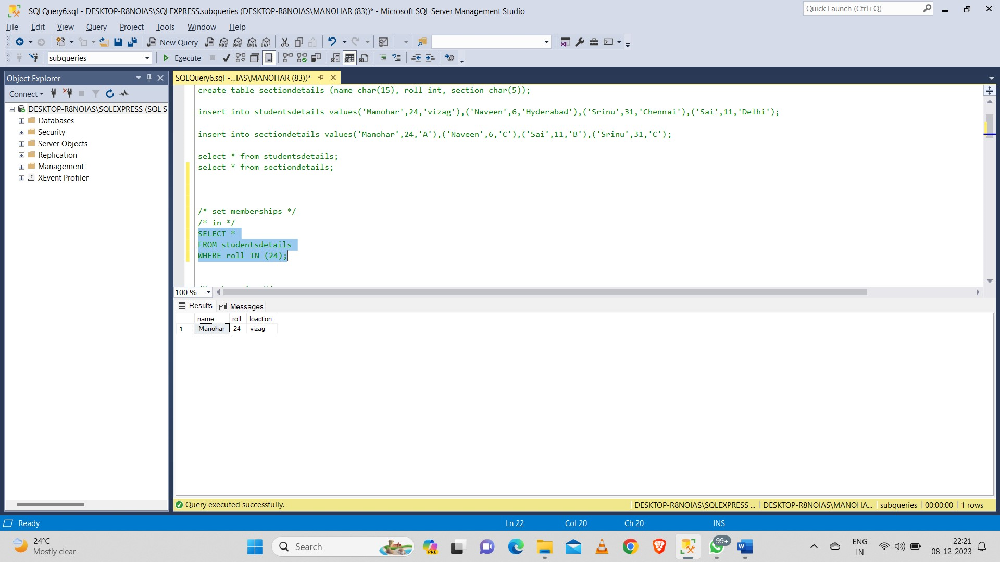 SQLQuery6.sql - DESKTOP-R8NOIAS\SQLEXPRESS.subqueries (DESKTOP-R8NOIAS\MANOHAR (83))* - Microsoft SQL Server Management Studio
Quick Launch (Ctrl+Q)
File Edit View Query Project Tools Window Help
New Query MDX DMX XMLA DAX
subqueries Execute
Object Explorer
Connect
DESKTOP-R8NOIAS\SQLEXPRESS (SQL S
Databases
Security
Server Objects
Replication
Management
XEvent Profiler
SQLQuery6.sql -...IAS\MANOHAR (83))*
create table sectiondetails (name char(15), roll int, section char(5));
insert into studentsdetails values('Manohar',24,'vizag'),('Naveen',6,'Hyderabad'),('Srinu',31,'Chennai'),('Sai',11,'Delhi');
insert into sectiondetails values('Manohar',24,'A'),('Naveen',6,'C'),('Sai',11,'B'),('Srinu',31,'C');
select * from studentsdetails;
select * from sectiondetails;
/* set memberships */
/* in */
SELECT *
FROM studentsdetails
WHERE roll IN (24);
100 %
Results Messages
name roll loaction
1 Manohar 24 vizag
Query executed successfully.
DESKTOP-R8NOIAS\SQLEXPRESS ... DESKTOP-R8NOIAS\MANOHA... subqueries 00:00:00 1 rows
Ready Ln 22 Col 20 Ch 20 INS
24°C
Mostly clear
Search
PRE
99+
ENG
IN
22:21
08-12-2023